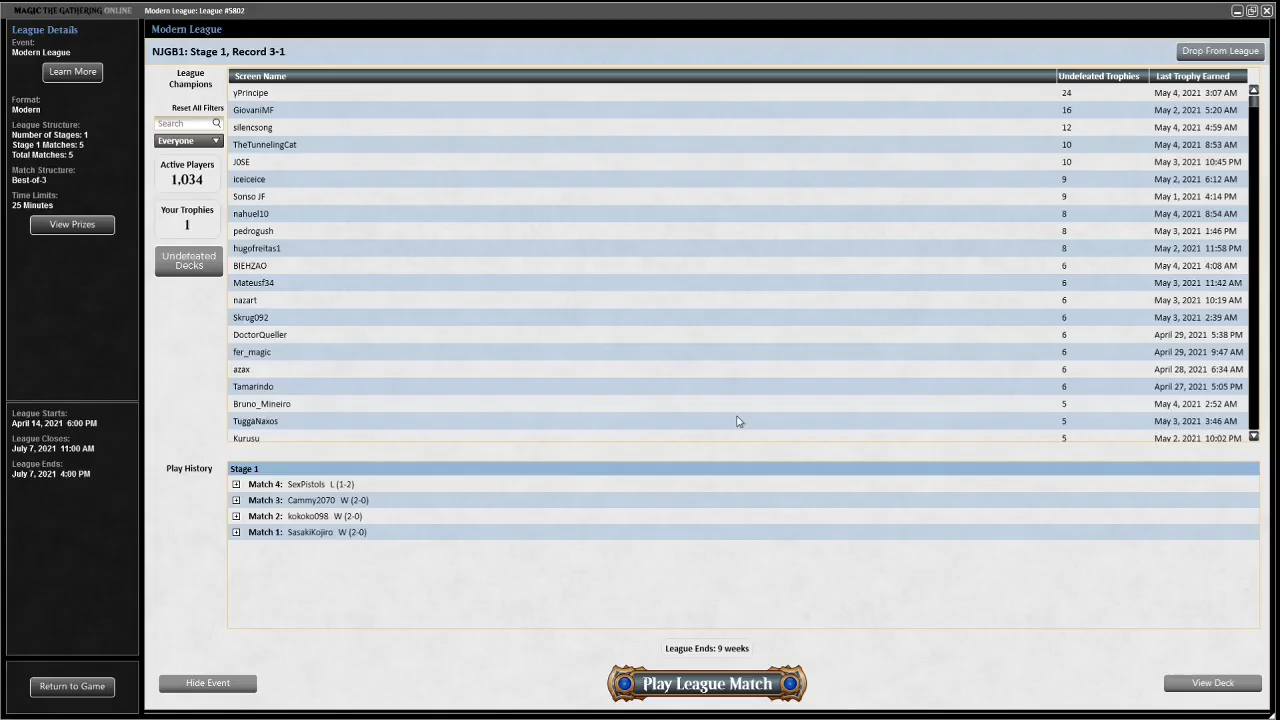 MAGIC THE GATHERING ONLINE
Modern League: League #5802
League Details
Event:
Modern League
Learn More
Format:
Modern
League Structure:
Number of Stages: 1
Stage 1 Matches: 5
Total Matches: 5
Match Structure:
Best-of-3
Time Limits:
25 Minutes
View Prizes
League Starts:
April 14, 2021 6:00 PM
League Closes:
July 7, 2021 11:00 AM
League Ends:
July 7, 2021 4:00 PM
Return to Game
Modern League
NJGB1: Stage 1, Record 3-1
Drop From League
League
Champions
Reset All Filters
Search
Everyone
Active Players
1,034
Your Trophies
1
Undefeated
Decks
Screen Name Undefeated Trophies Last Trophy Earned
yPrincipe 24 May 4, 2021 3:07 AM
GiovaniMF 16 May 2, 2021 5:20 AM
silencsong 12 May 4, 2021 4:59 AM
TheTunnelingCat 10 May 4, 2021 8:53 AM
J0SE 10 May 3, 2021 10:45 PM
iceiceice 9 May 2, 2021 6:12 AM
Sonso JF 9 May 1, 2021 4:14 PM
nahuel10 8 May 4, 2021 8:54 AM
pedrogush 8 May 3, 2021 1:46 PM
hugofreitas1 8 May 2, 2021 11:58 PM
BIEHZAO 6 May 4, 2021 4:08 AM
Mateusf34 6 May 3, 2021 11:42 AM
nazart 6 May 3, 2021 10:19 AM
Skrug092 6 May 3, 2021 2:39 AM
DoctorQueller 6 April 29, 2021 5:38 PM
fer_magic 6 April 29, 2021 9:47 AM
azax 6 April 28, 2021 6:34 AM
Tamarindo 6 April 27, 2021 5:05 PM
Bruno_Mineiro 5 May 4, 2021 2:52 AM
TuggaNaxos 5 May 3, 2021 3:46 AM
Kurusu 5 May 2, 2021 10:02 PM
Play History
Stage 1
Match 4: SexPistols L (1-2)
Match 3: Cammy2070 W (2-0)
Match 2: kokoko098 W (2-0)
Match 1: SasakiKojiro W (2-0)
League Ends: 9 weeks
Hide Event
Play League Match
View Deck